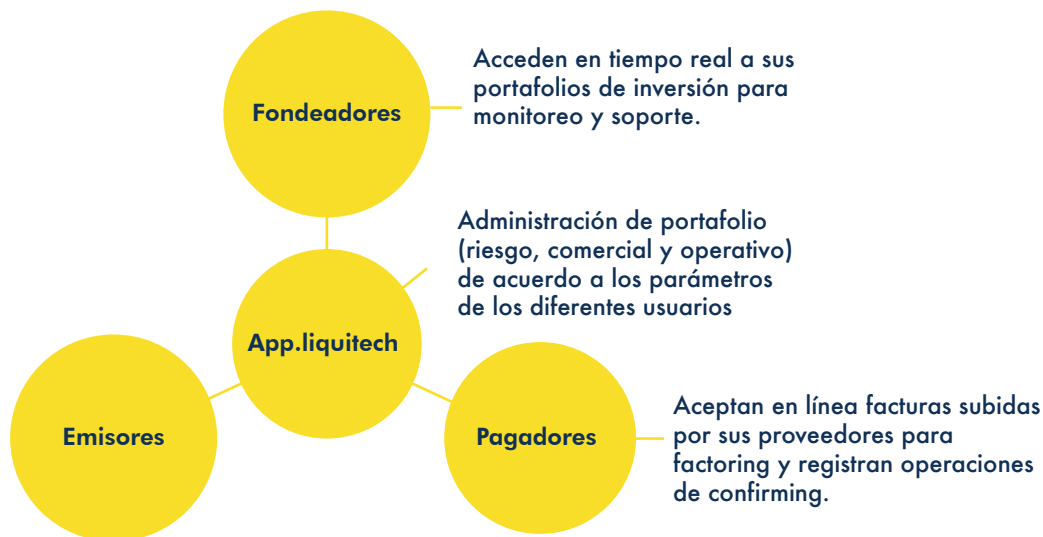 Fondeadores
Acceden en tiempo real a sus
portafolios de inversión para
monitoreo y soporte.
App.liquitech
Administración de portafolio
(riesgo, comercial y operativo)
de acuerdo a los parámetros
de los diferentes usuarios
Emisores
Pagadores
Aceptan en línea facturas subidas
por sus proveedores para
factoring y registran operaciones
de confirming.